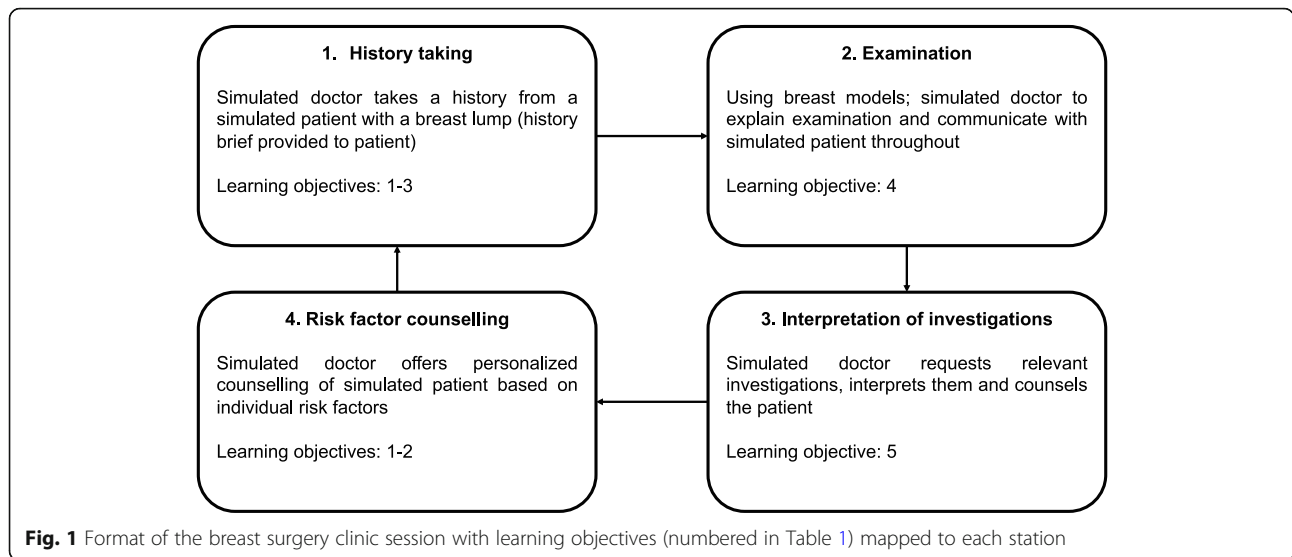 1. History taking
Simulated doctor takes a history from a
simulated patient with a breast lump (history
brief provided to patient)
Learning objectives: 1-3
2. Examination
Using breast models; simulated doctor to
explain examination and communicate with
simulated patient throughout
Learning objective: 4
3. Interpretation of investigations
Simulated doctor requests relevant
investigations, interprets them and counsels
the patient
Learning objective: 5
4. Risk factor counselling
Simulated doctor offers personalized
counselling of simulated patient based on
individual risk factors
Learning objectives: 1-2
Fig. 1 Format of the breast surgery clinic session with learning objectives (numbered in Table 1) mapped to each station